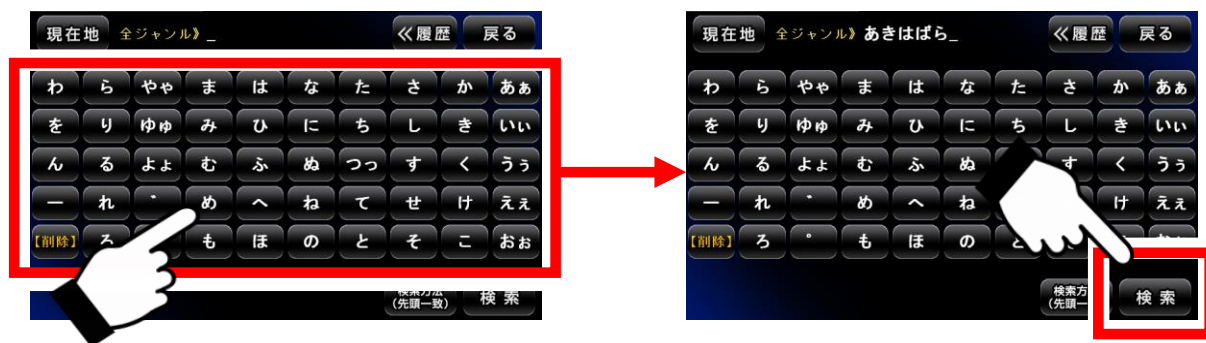 現在地 全ジャンル》_ ≪履歴 戻る
わ ら やゃ ま は な た さ か あぁ
を り ゆゅ み ひ に ち し き いぃ
ん る よょ む ふ ぬ つっ す く うぅ
ー れ ゛ め へ ね て せ け えぇ
【削除】 ろ も ほ の と そ こ おぉ
検索方法
(先頭一致) 検索
現在地 全ジャンル》あきはばら_ ≪履歴 戻る
わ ら やゃ ま は な た さ か あぁ
を り ゆゅ み ひ に ち し き いぃ
ん る よょ む ふ ぬ す く うぅ
ー れ ゛ め へ ね け えぇ
【削除】 ろ ゜ も ほ の と
検索方
(先頭一 検索